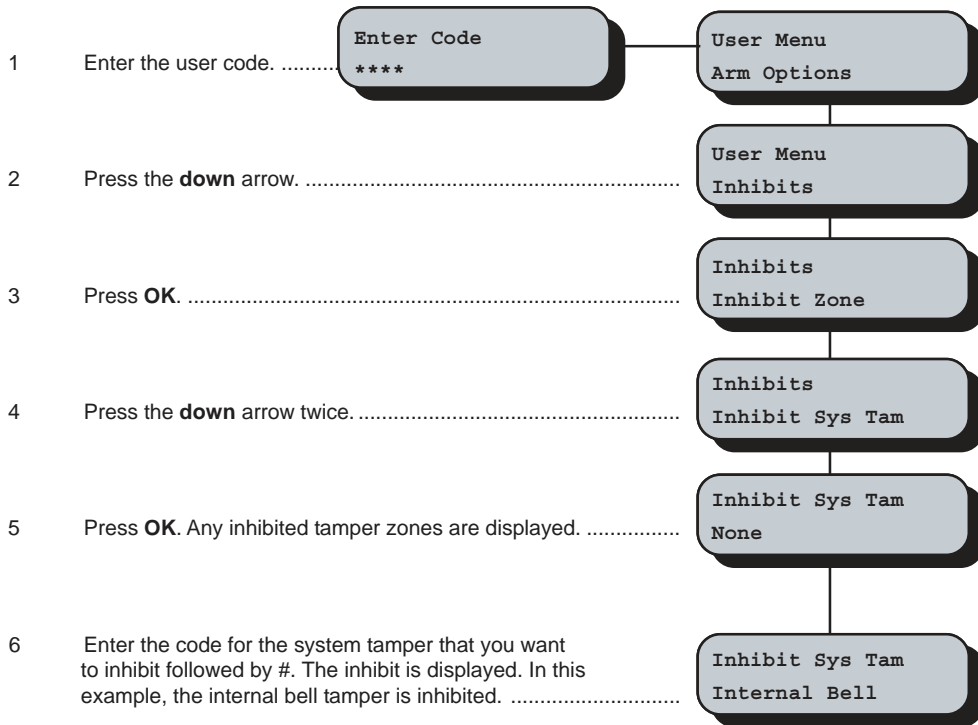 1 Enter the user code. ..........
Enter Code
****
User Menu
Arm Options
2 Press the down arrow. ...................................................................
User Menu
Inhibits
3 Press OK. ........................................................................................
Inhibits
Inhibit Zone
4 Press the down arrow twice. .........................................................
Inhibits
Inhibit Sys Tam
5 Press OK. Any inhibited tamper zones are displayed. .................
Inhibit Sys Tam
None
6 Enter the code for the system tamper that you want
to inhibit followed by #. The inhibit is displayed. In this
example, the internal bell tamper is inhibited. ..............................
Inhibit Sys Tam
Internal Bell